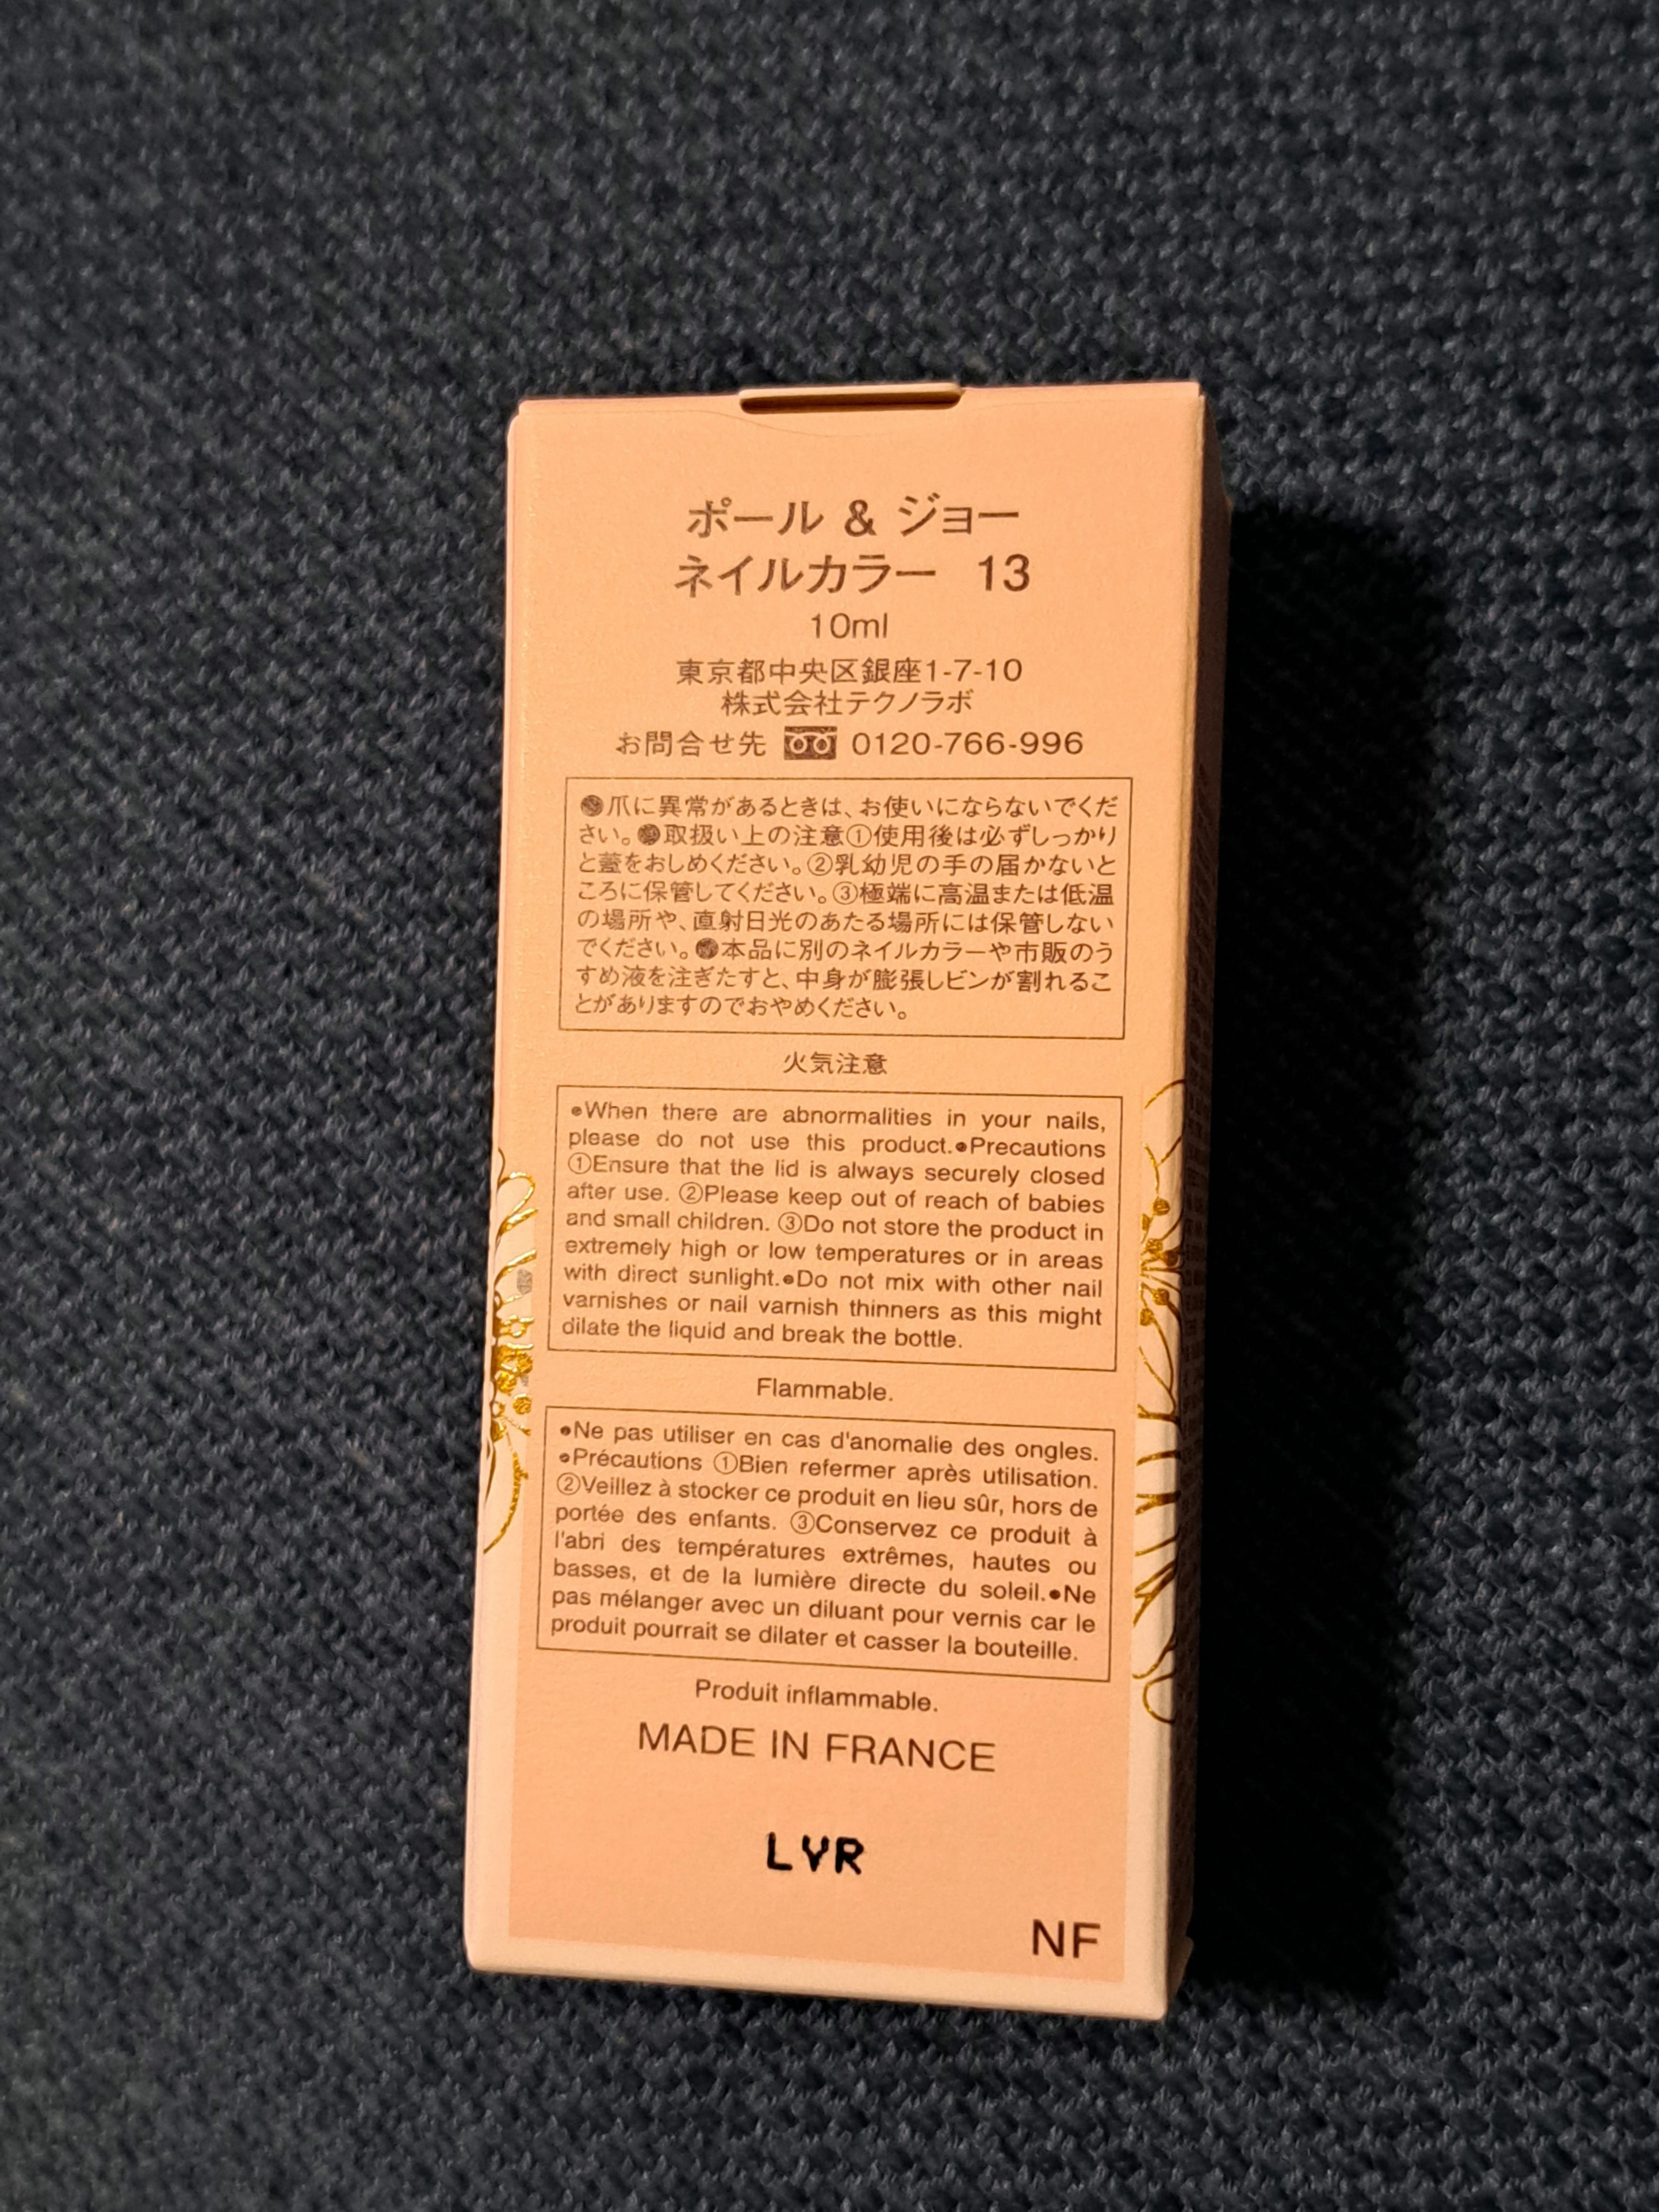 ポール & ジョー
ネイルカラー 13
10ml
東京都中央区銀座1-7-10
株式会社テクノラボ
お問合せ先 0120-766-996
●爪に異常があるときは、お使いにならないでくだ
さい。●取扱い上の注意①使用後は必ずしっかり
と蓋をおしめください。②乳幼児の手の届かないと
ころに保管してください。③極端に高温または低温
の場所や、直射日光のあたる場所には保管しない
でください。●本品に別のネイルカラーや市販のう
すめ液を注ぎたすと、中身が膨張しビンが割れるこ
とがありますのでおやめください。
火気注意
●When there are abnormalities in your nails,
please do not use this product.●Precautions
①Ensure that the lid is always securely closed
after use. ②Please keep out of reach of babies
and small children. ③Do not store the product in
extremely high or low temperatures or in areas
with direct sunlight.●Do not mix with other nail
varnishes or nail varnish thinners as this might
dilate the liquid and break the bottle.
Flammable.
●Ne pas utiliser en cas d'anomalie des ongles.
●Précautions ①Bien refermer après utilisation.
②Veillez à stocker ce produit en lieu sûr, hors de
portée des enfants. ③Conservez ce produit à
l'abri des températures extrêmes, hautes ou
basses, et de la lumière directe du soleil.●Ne
pas mélanger avec un diluant pour vernis car le
produit pourrait se dilater et casser la bouteille.
Produit inflammable.
MADE IN FRANCE
LVR
NF